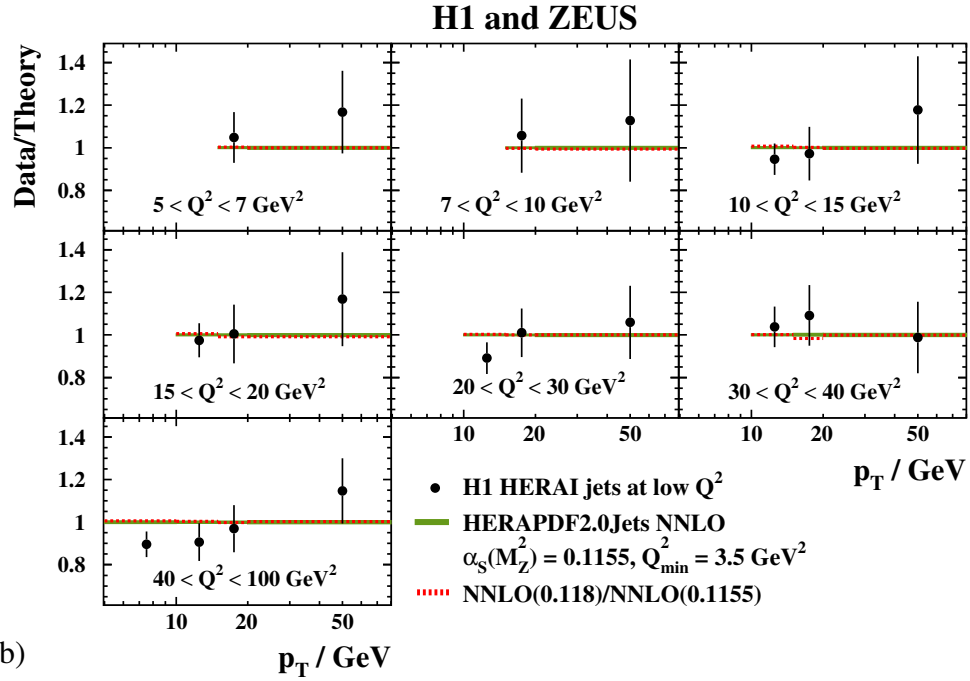 H1 and ZEUS
Data/Theory
1.4
1.2
1
0.8
5 < Q² < 7 GeV²
7 < Q² < 10 GeV²
10 < Q² < 15 GeV²
1.4
1.2
1
0.8
15 < Q² < 20 GeV²
20 < Q² < 30 GeV²
30 < Q² < 40 GeV²
10 20 50
10 20 50
p_T / GeV
1.4
1.2
1
0.8
40 < Q² < 100 GeV²
10 20 50
p_T / GeV
H1 HERAI jets at low Q²
HERAPDF2.0Jets NNLO
α_S(M_Z²) = 0.1155, Q²_min = 3.5 GeV²
NNLO(0.118)/NNLO(0.1155)
b)